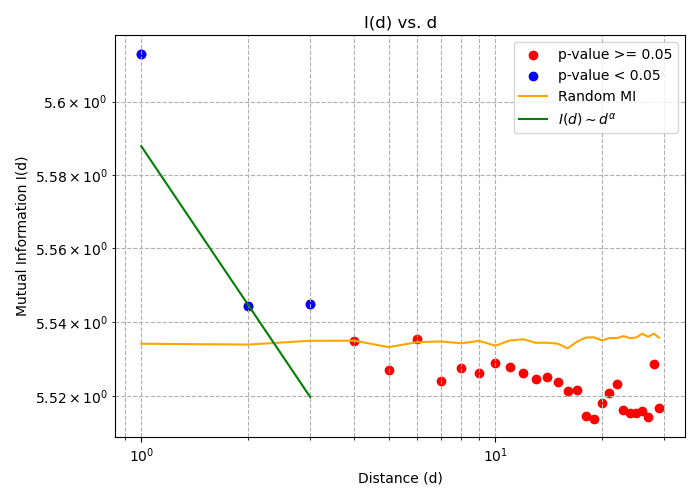 I(d) vs. d
p-value >= 0.05
p-value < 0.05
Random MI
I(d) ~ d^α
5.6 × 10^0
5.58 × 10^0
5.56 × 10^0
5.54 × 10^0
5.52 × 10^0
Mutual Information I(d)
10^0
10^1
Distance (d)